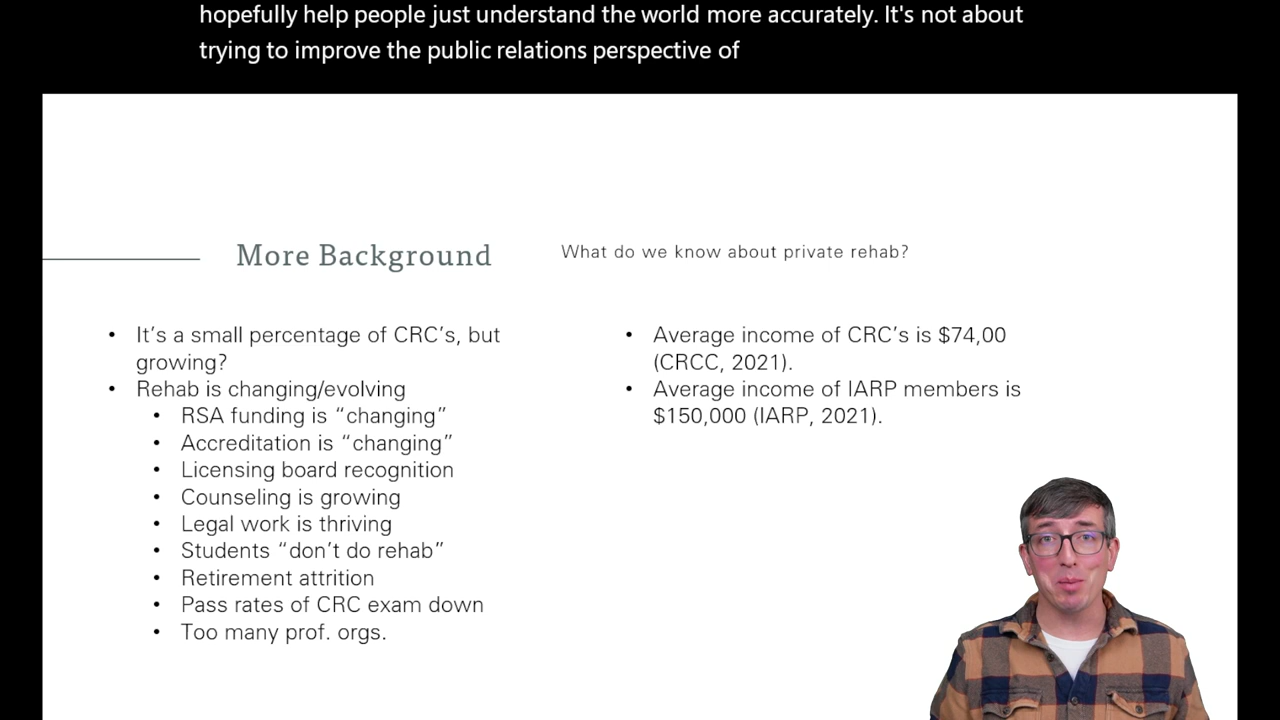 hopefully help people just understand the world more accurately. It's not about
trying to improve the public relations perspective of
More Background
What do we know about private rehab?
• It’s a small percentage of CRC’s, but
growing?
• Rehab is changing/evolving
• RSA funding is “changing”
• Accreditation is “changing”
• Licensing board recognition
• Counseling is growing
• Legal work is thriving
• Students “don’t do rehab”
• Retirement attrition
• Pass rates of CRC exam down
• Too many prof. orgs.
• Average income of CRC’s is $74,00
(CRCC, 2021).
• Average income of IARP members is
$150,000 (IARP, 2021).